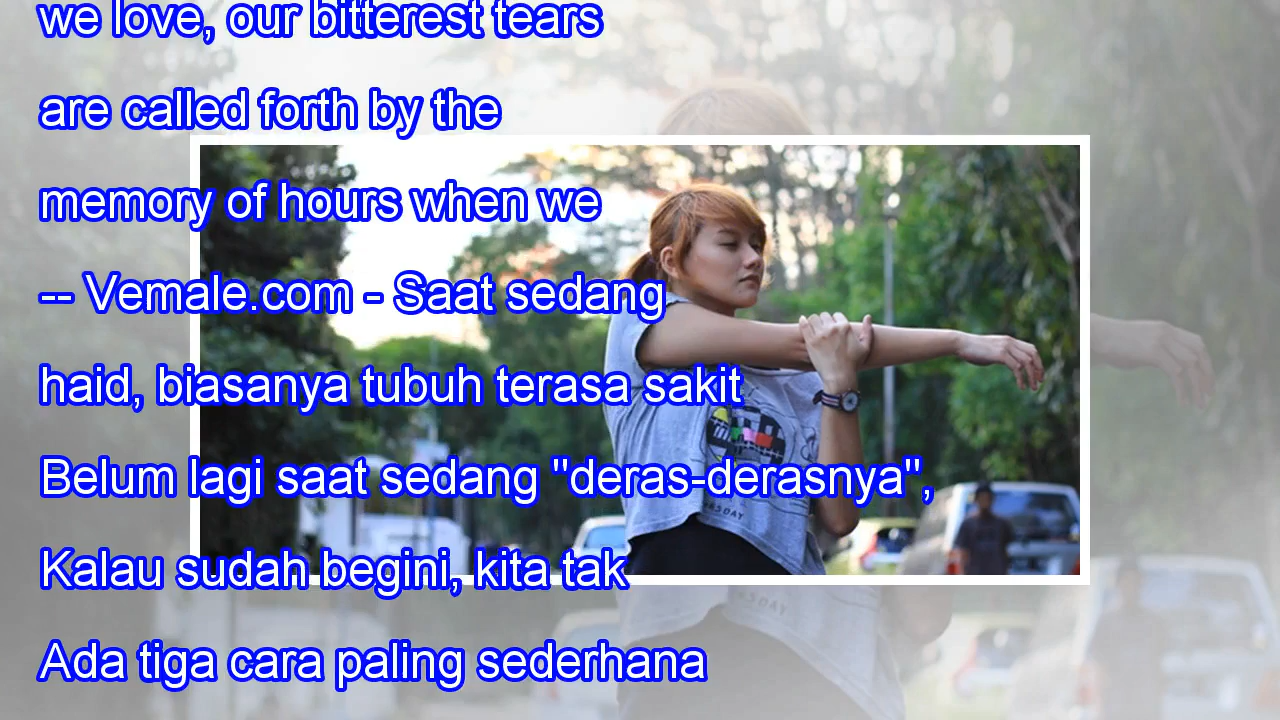 we love, our bitterest tears
are called forth by the
memory of hours when we
-- Vemale.com - Saat sedang
haid, biasanya tubuh terasa sakit
Belum lagi saat sedang "deras-derasnya",
Kalau sudah begini, kita tak
Ada tiga cara paling sederhana